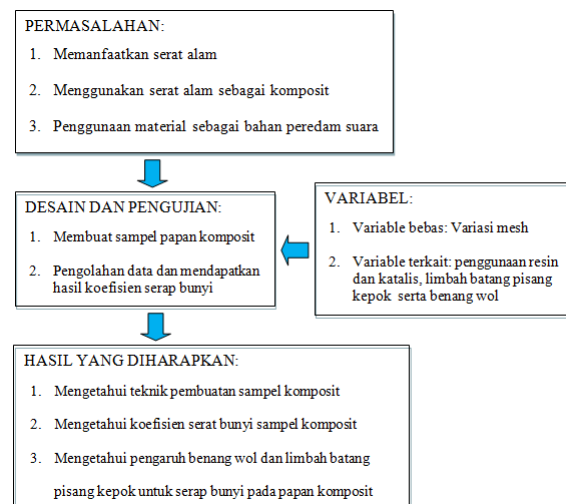 PERMASALAHAN:
1. Memanfaatkan serat alam
2. Menggunakan serat alam sebagai komposit
3. Penggunaan material sebagai bahan peredam suara
DESAIN DAN PENGUJIAN:
1. Membuat sampel papan komposit
2. Pengolahan data dan mendapatkan
hasil koefisien serap bunyi
VARIABEL:
1. Variable bebas: Variasi mesh
2. Variable terkait: penggunaan resin
dan katalis, limbah batang pisang
kepok serta benang wol
HASIL YANG DIHARAPKAN:
1. Mengetahui teknik pembuatan sampel komposit
2. Mengetahui koefisien serat bunyi sampel komposit
3. Mengetahui pengaruh benang wol dan limbah batang
pisang kepok untuk serap bunyi pada papan komposit